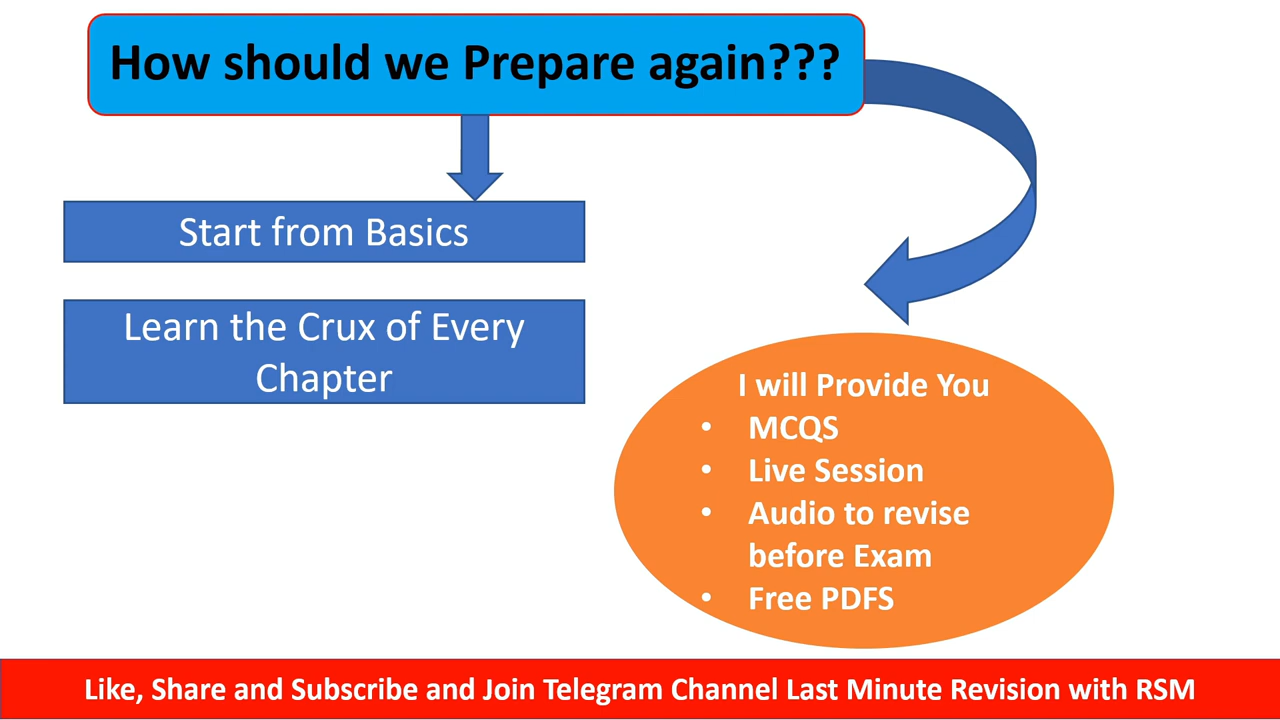 How should we Prepare again???
Start from Basics
Learn the Crux of Every
Chapter
I will Provide You
• MCQS
• Live Session
• Audio to revise
before Exam
• Free PDFS
Like, Share and Subscribe and Join Telegram Channel Last Minute Revision with RSM